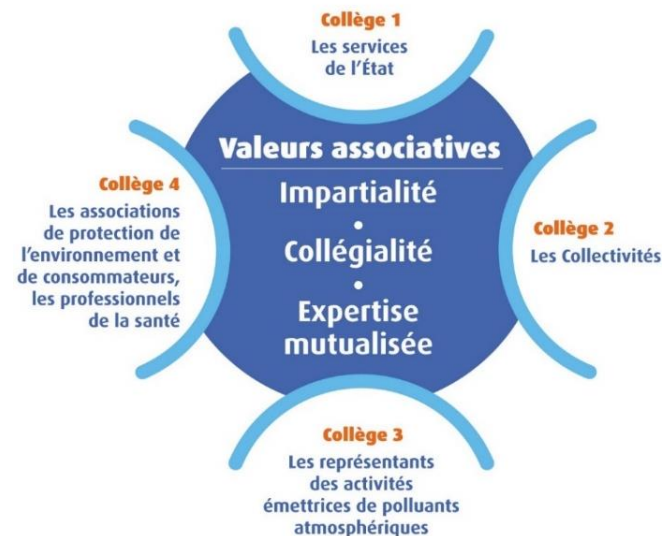 Collège 1
Les services
de l'État
Valeurs associatives
Impartialité
•
Collégialité
•
Expertise
mutualisée
Collège 4
Les associations
de protection de
l'environnement et
de consommateurs,
les professionnels
de la santé
Collège 2
Les Collectivités
Collège 3
Les représentants
des activités
émettrices de polluants
atmosphériques